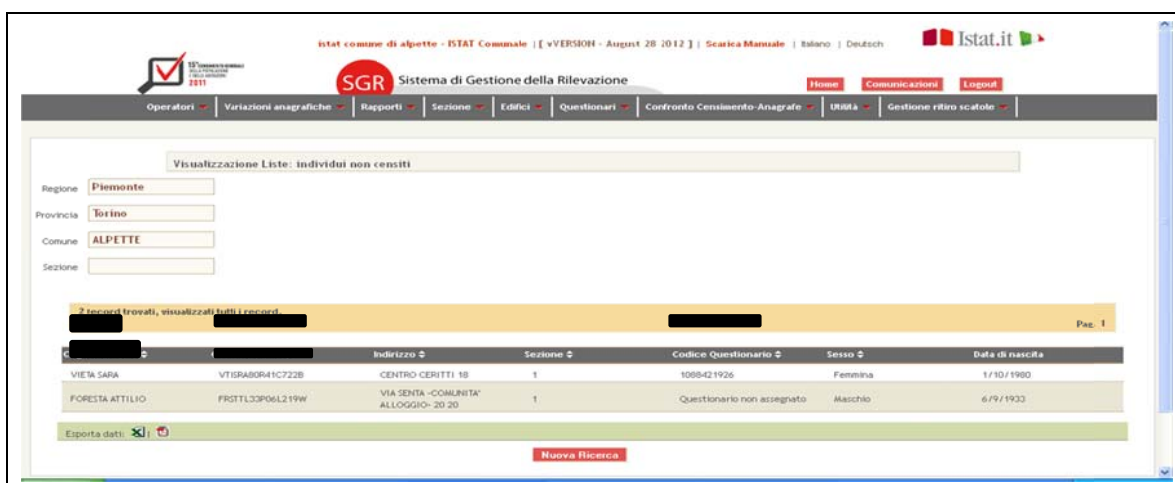 istat comune di alpette - ISTAT Comunale | [ vVERSION - August 28 2012 ] | Scarica Manuale | Italiano | Deutsch
Istat.it
2011
SGR Sistema di Gestione della Rilevazione
Home Comunicazioni Logout
Operatori Variazioni anagrafiche Rapporti Sezione Edifici Questionari Confronto Censimento-Anagrafe Utilità Gestione ritiro scatole
Visualizzazione Liste: individui non censiti
Regione Piemonte
Provincia Torino
Comune ALPETTE
Sezione
2 record trovati, visualizzati tutti i record.
Pag. 1
Indirizzo Sezione Codice Questionario Sesso Data di nascita
VIETA SARA VTISRA80R41C722B CENTRO CERITTI 18 1 1088421926 Femmina 1/10/1980
FORESTA ATTILIO FRSTTL33P06L219W VIA SENTA -COMUNITA' ALLOGGIO- 20 20 1 Questionario non assegnato Maschio 6/9/1933
Esporta dati: |
Nuova Ricerca